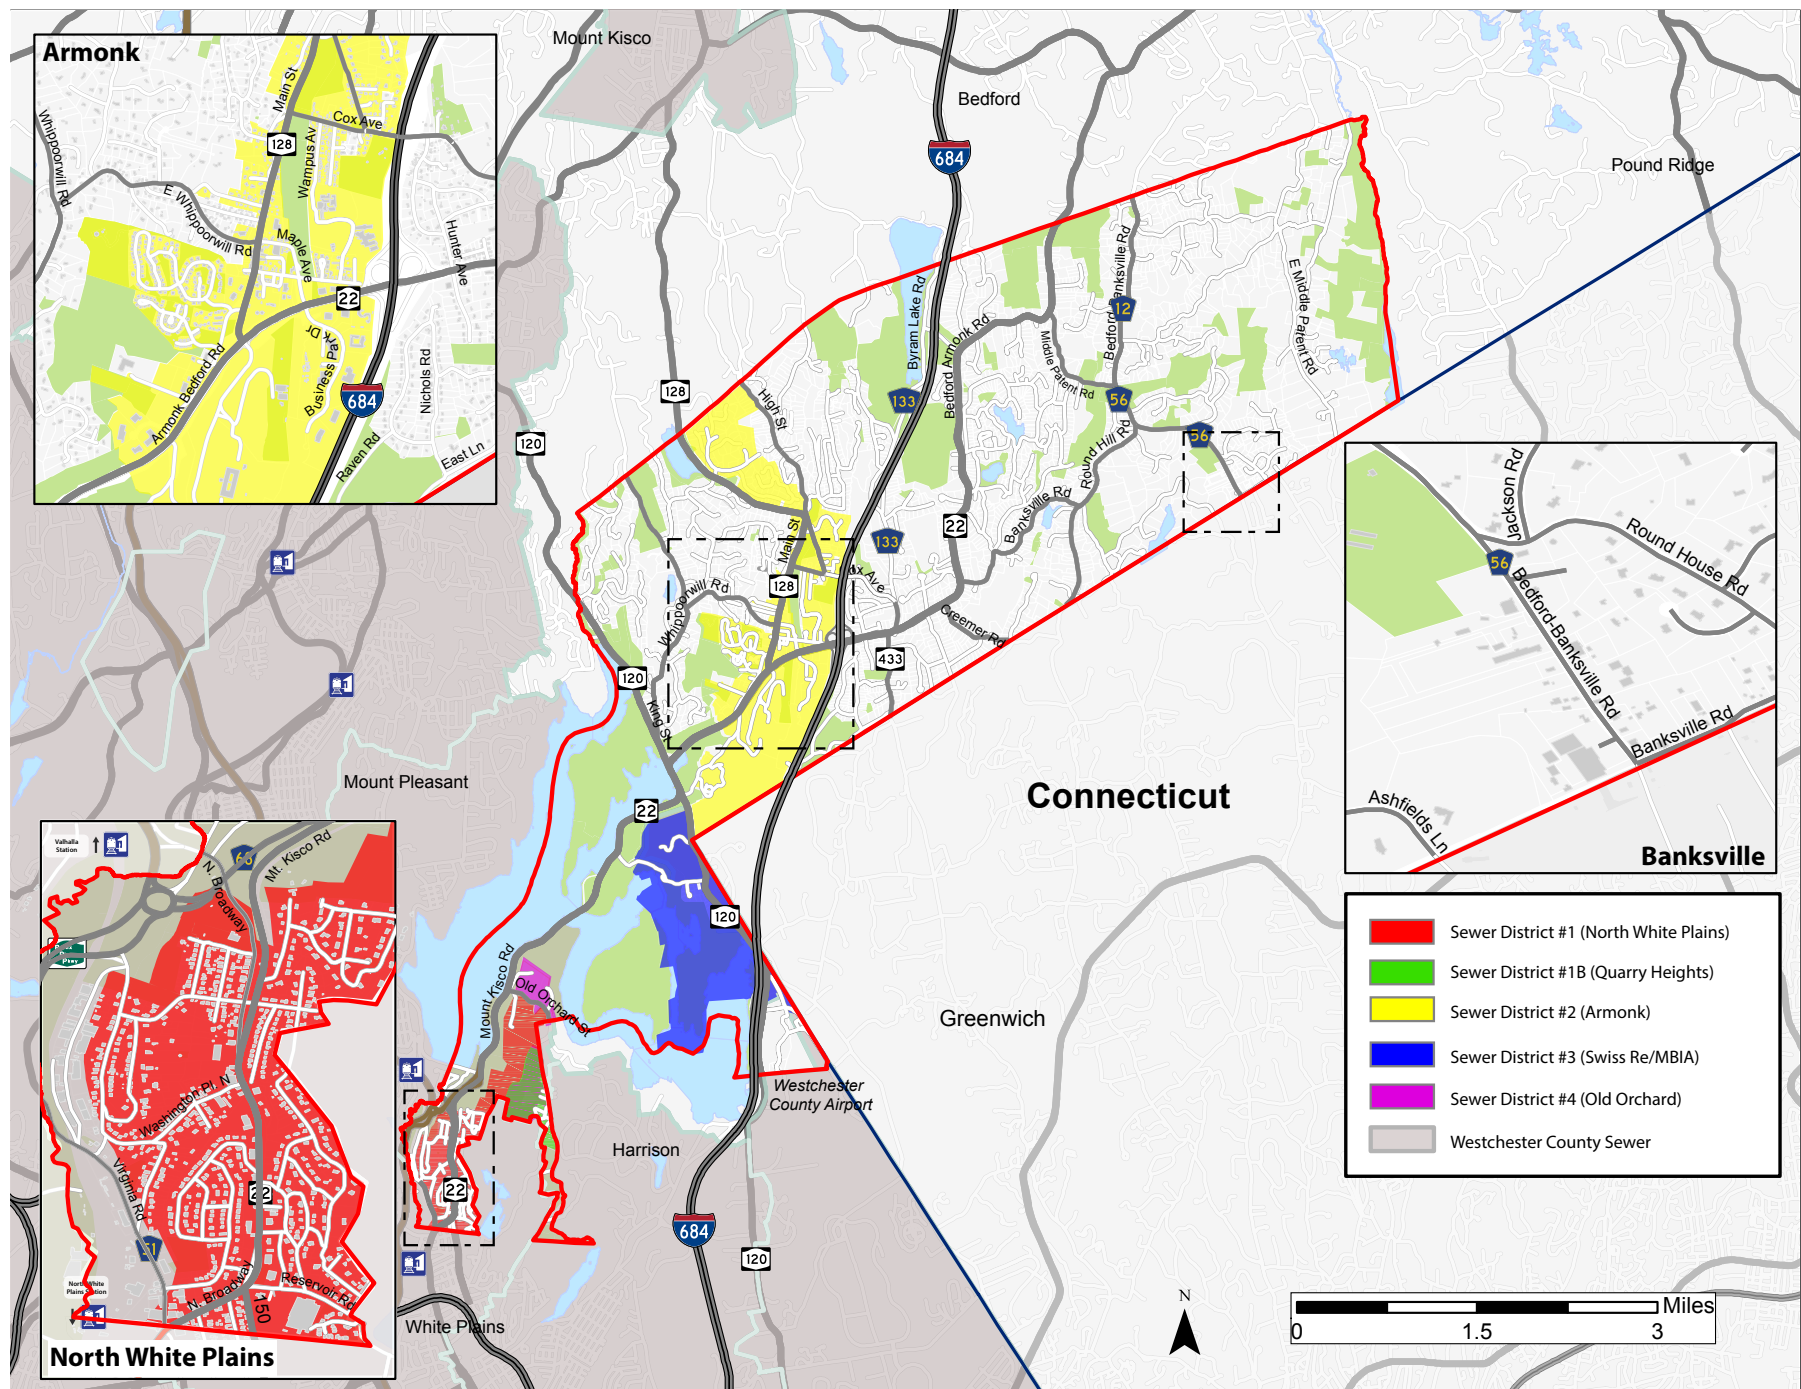 Armonk
Main St
Cox Ave
Whippoorwill Rd
128
Wampus Av
E Whippoorwill Rd
Maple Ave
Hunter Ave
22
Business Park Dr
Armonk Bedford Rd
684
Nichols Rd
Raven Rd
East Ln
Mount Kisco
Bedford
684
Pound Ridge
Byram Lake Rd
Bedford-Banksville Rd
E Middle Patent Rd
12
Bedford Armonk Rd
Middle Patent Rd
128
High St
133
56
120
56
Round Hill Rd
Banksville Rd
22
Main St
133
Cox Ave
128
Whippoorwill Rd
Creemer Rd
433
120
King St
Mount Pleasant
22
Connecticut
120
Mount Kisco Rd
Old Orchard St
Greenwich
Westchester
County Airport
Harrison
22
684
120
White Plains
Jackson Rd
Round House Rd
56
Bedford-Banksville Rd
Banksville Rd
Ashfields Ln
Banksville
Valhalla
Station
68
Mt. Kisco Rd
N. Broadway
Pkwy
Washington Pl. N
Virginia Rd
22
51
North White
Plains Station
N. Broadway
Reservoir Rd
150
North White Plains
Sewer District #1 (North White Plains)
Sewer District #1B (Quarry Heights)
Sewer District #2 (Armonk)
Sewer District #3 (Swiss Re/MBIA)
Sewer District #4 (Old Orchard)
Westchester County Sewer
N
Miles
0 1.5 3